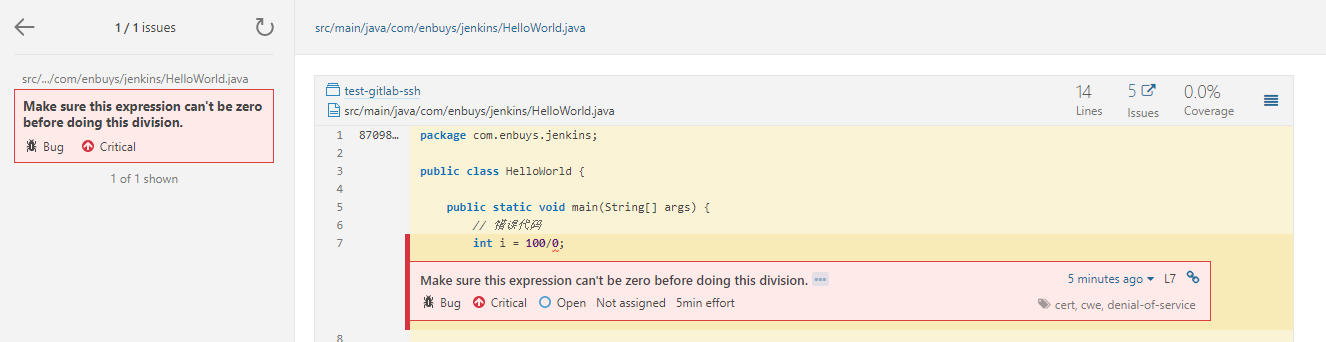 1 / 1 issues
src/.../com/enbuys/jenkins/HelloWorld.java
Make sure this expression can't be zero
before doing this division.
Bug Critical
1 of 1 shown
src/main/java/com/enbuys/jenkins/HelloWorld.java
test-gitlab-ssh
src/main/java/com/enbuys/jenkins/HelloWorld.java
14 5 0.0%
Lines Issues Coverage
1 87098... package com.enbuys.jenkins;
2
3 public class HelloWorld {
4
5 public static void main(String[] args) {
6 // 错误代码
7 int i = 100/0;
Make sure this expression can't be zero before doing this division. 5 minutes ago L7
Bug Critical Open Not assigned 5min effort cert, cwe, denial-of-service
8